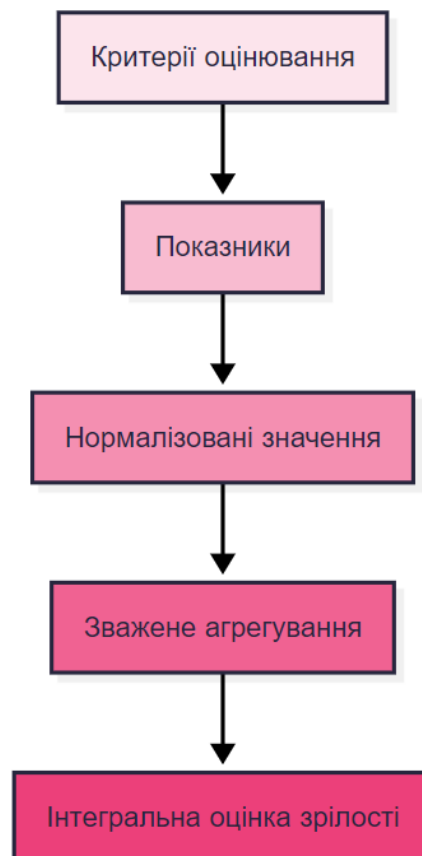 Критерії оцінювання
Показники
Нормалізовані значення
Зважене агрегування
Інтегральна оцінка зрілості